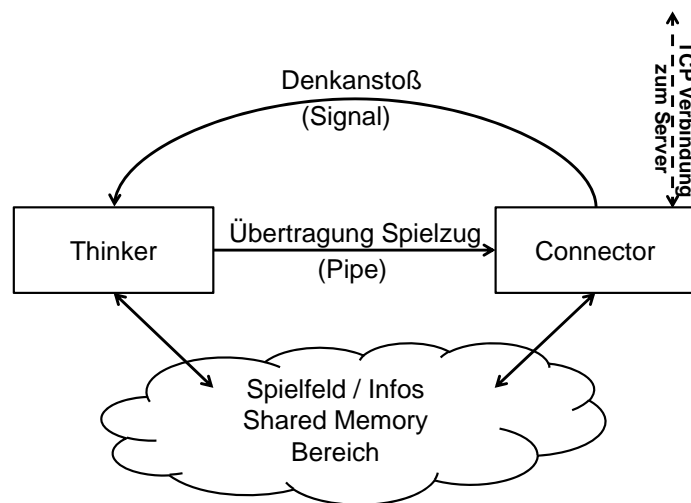 Denkanstoß
(Signal)
TCP Verbindung
zum Server
Thinker
Übertragung Spielzug
(Pipe)
Connector
Spielfeld / Infos
Shared Memory
Bereich